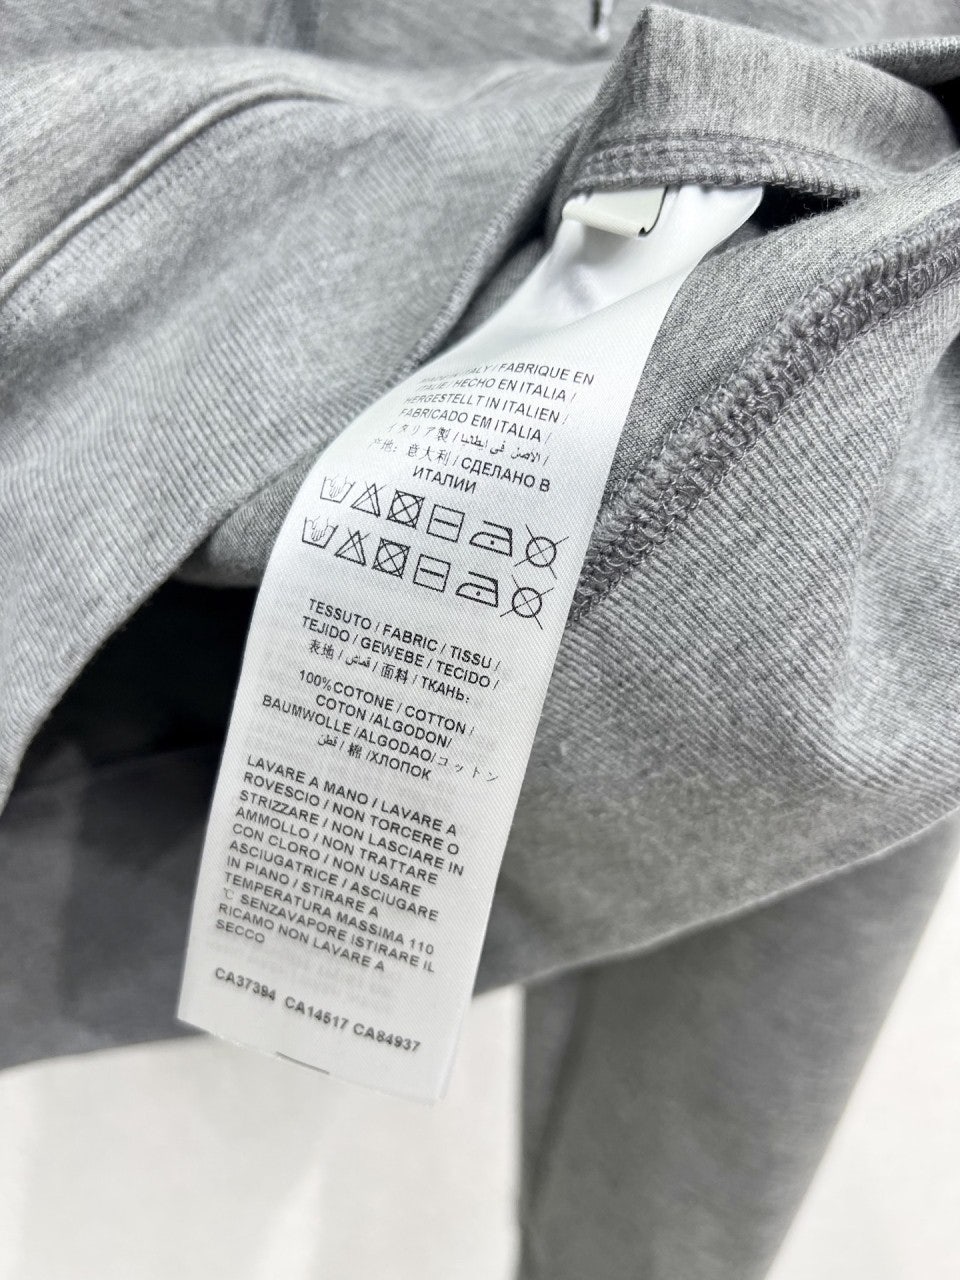 MADE IN ITALY / FABRIQUE EN
ITALIE / HECHO EN ITALIA /
HERGESTELLT IN ITALIEN /
FABRICADO EM ITALIA /
イタリア製 / الأصل في إيطاليا /
产地: 意大利 / СДЕЛАНО В
ИТАЛИИ
TESSUTO / FABRIC / TISSU /
TEJIDO / GEWEBE / TECIDO /
表地 / قماش / 面料 / ТКАНЬ:
100%COTONE / COTTON /
COTON /ALGODON/
BAUMWOLLE /ALGODAO/コットン
قطن / 棉 /ХЛОПОК
LAVARE A MANO / LAVARE A
ROVESCIO / NON TORCERE O
STRIZZARE / NON LASCIARE IN
AMMOLLO / NON TRATTARE
CON CLORO / NON USARE
ASCIUGATRICE / ASCIUGARE
IN PIANO / STIRARE A
TEMPERATURA MASSIMA 110
℃ SENZAVAPORE ISTIRARE IL
RICAMO NON LAVARE A
SECCO
CA37394 CA14517 CA84937